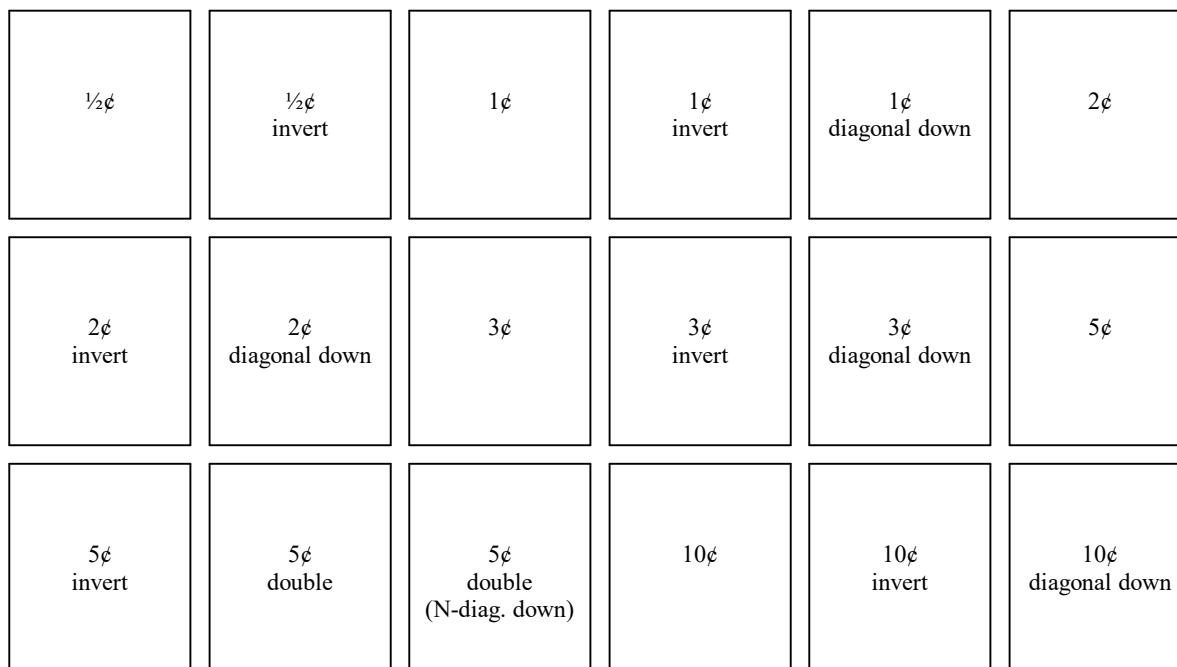 ½¢
½¢
invert
1¢
1¢
invert
1¢
diagonal down
2¢
2¢
invert
2¢
diagonal down
3¢
3¢
invert
3¢
diagonal down
5¢
5¢
invert
5¢
double
5¢
double
(N-diag. down)
10¢
10¢
invert
10¢
diagonal down